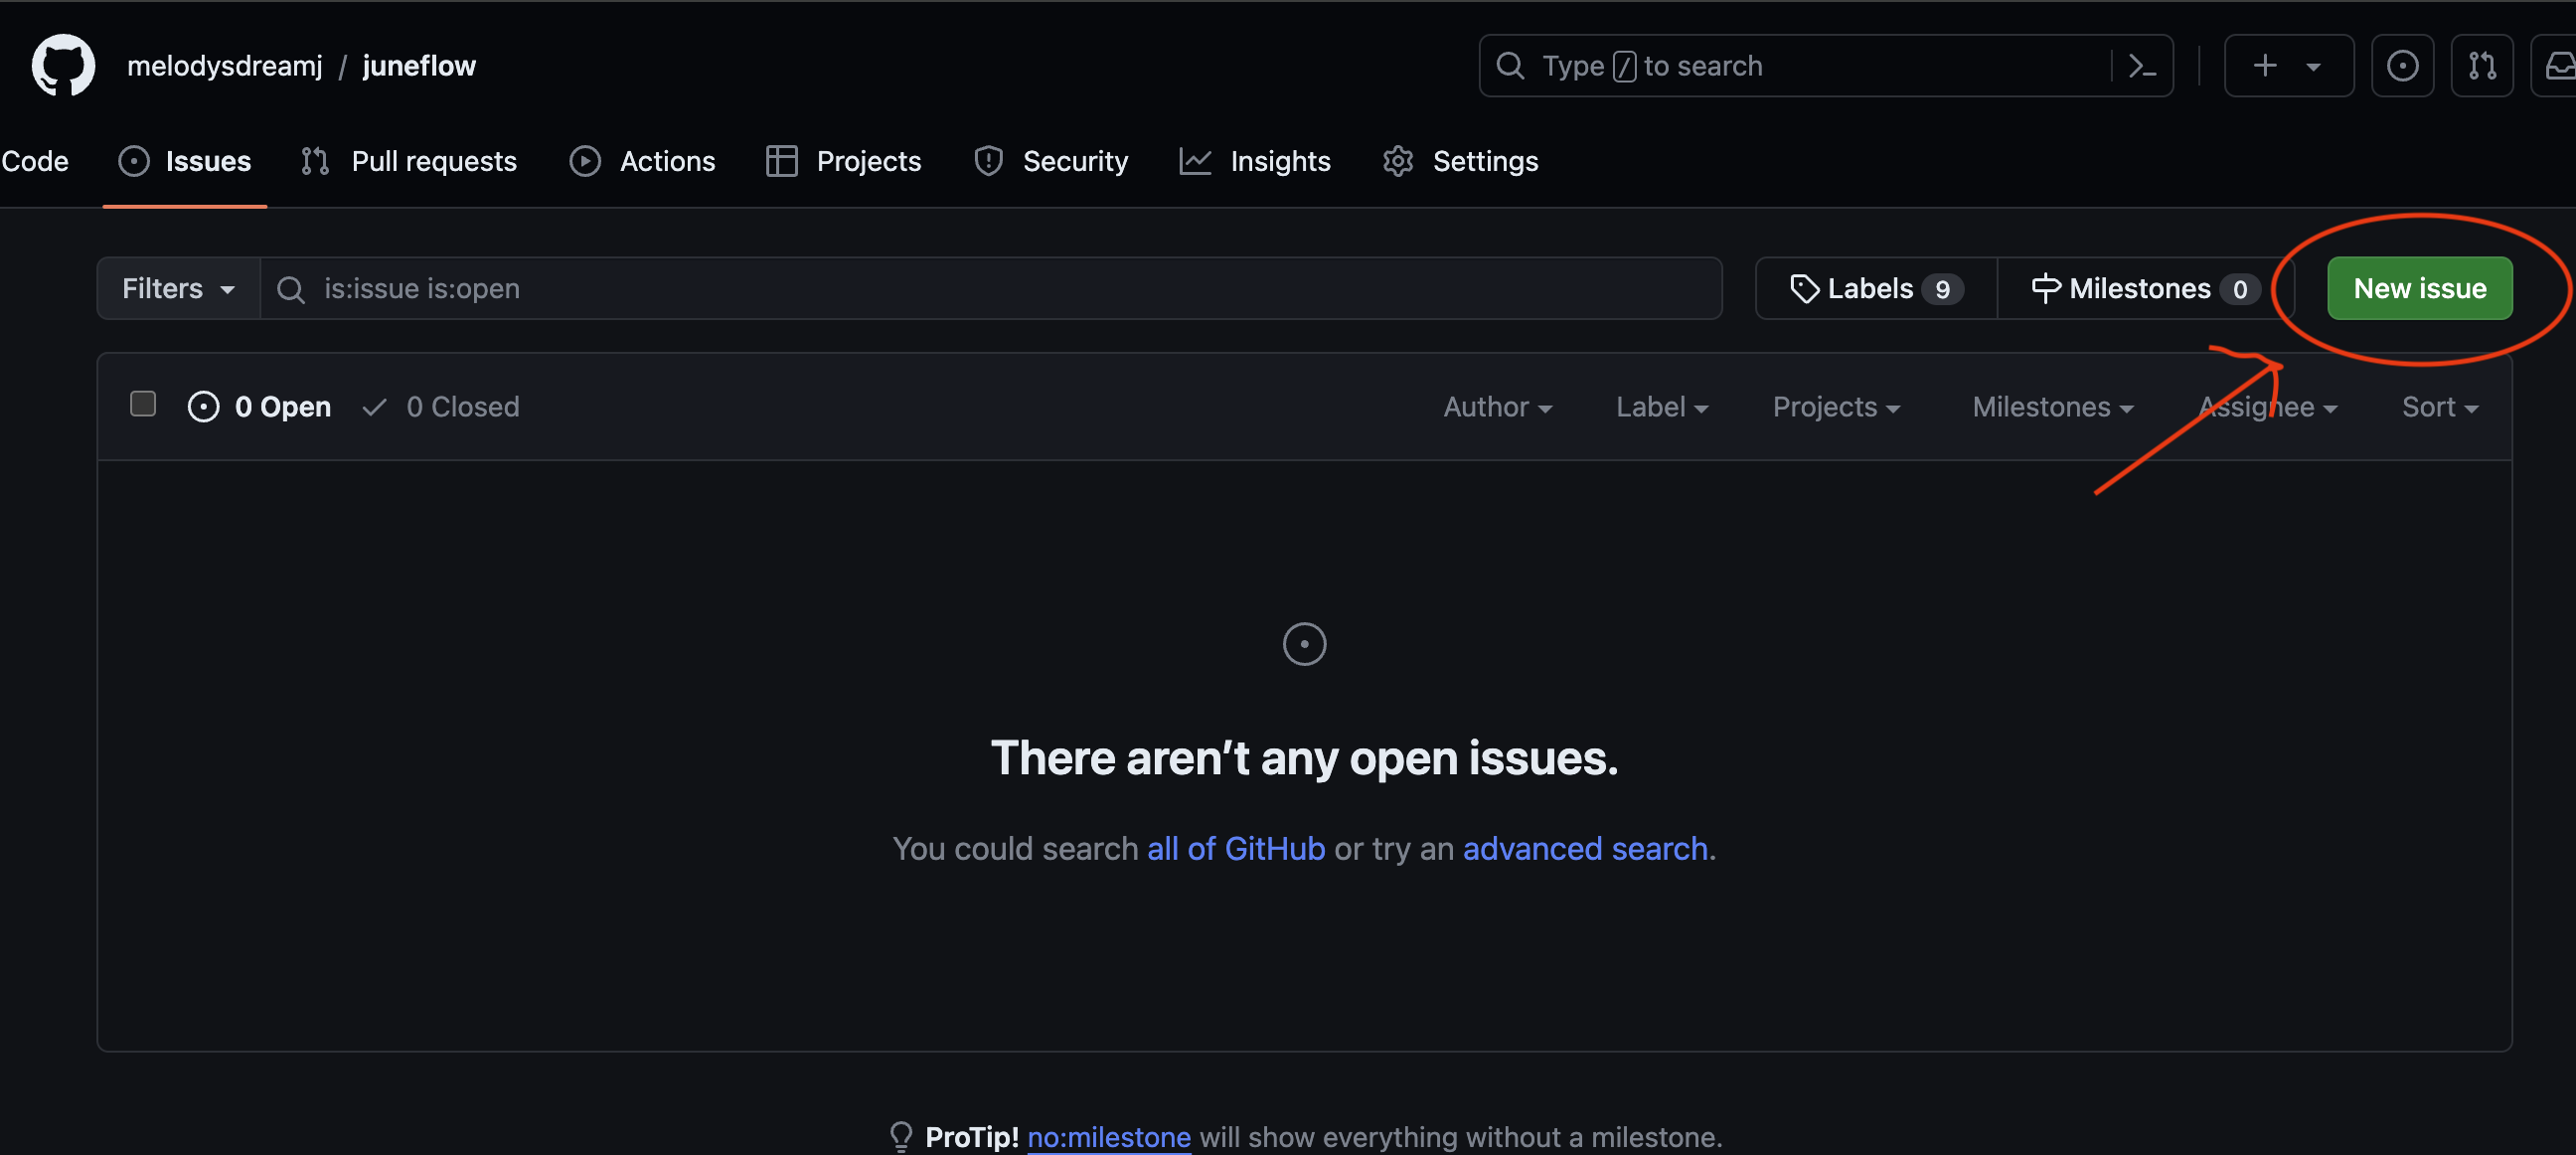 melodysdreamj / juneflow
Type / to search
Code Issues Pull requests Actions Projects Security Insights Settings
Filters is:issue is:open Labels 9 Milestones 0 New issue
0 Open 0 Closed Author Label Projects Milestones Assignee Sort
There aren’t any open issues.
You could search all of GitHub or try an advanced search.
ProTip! no:milestone will show everything without a milestone.